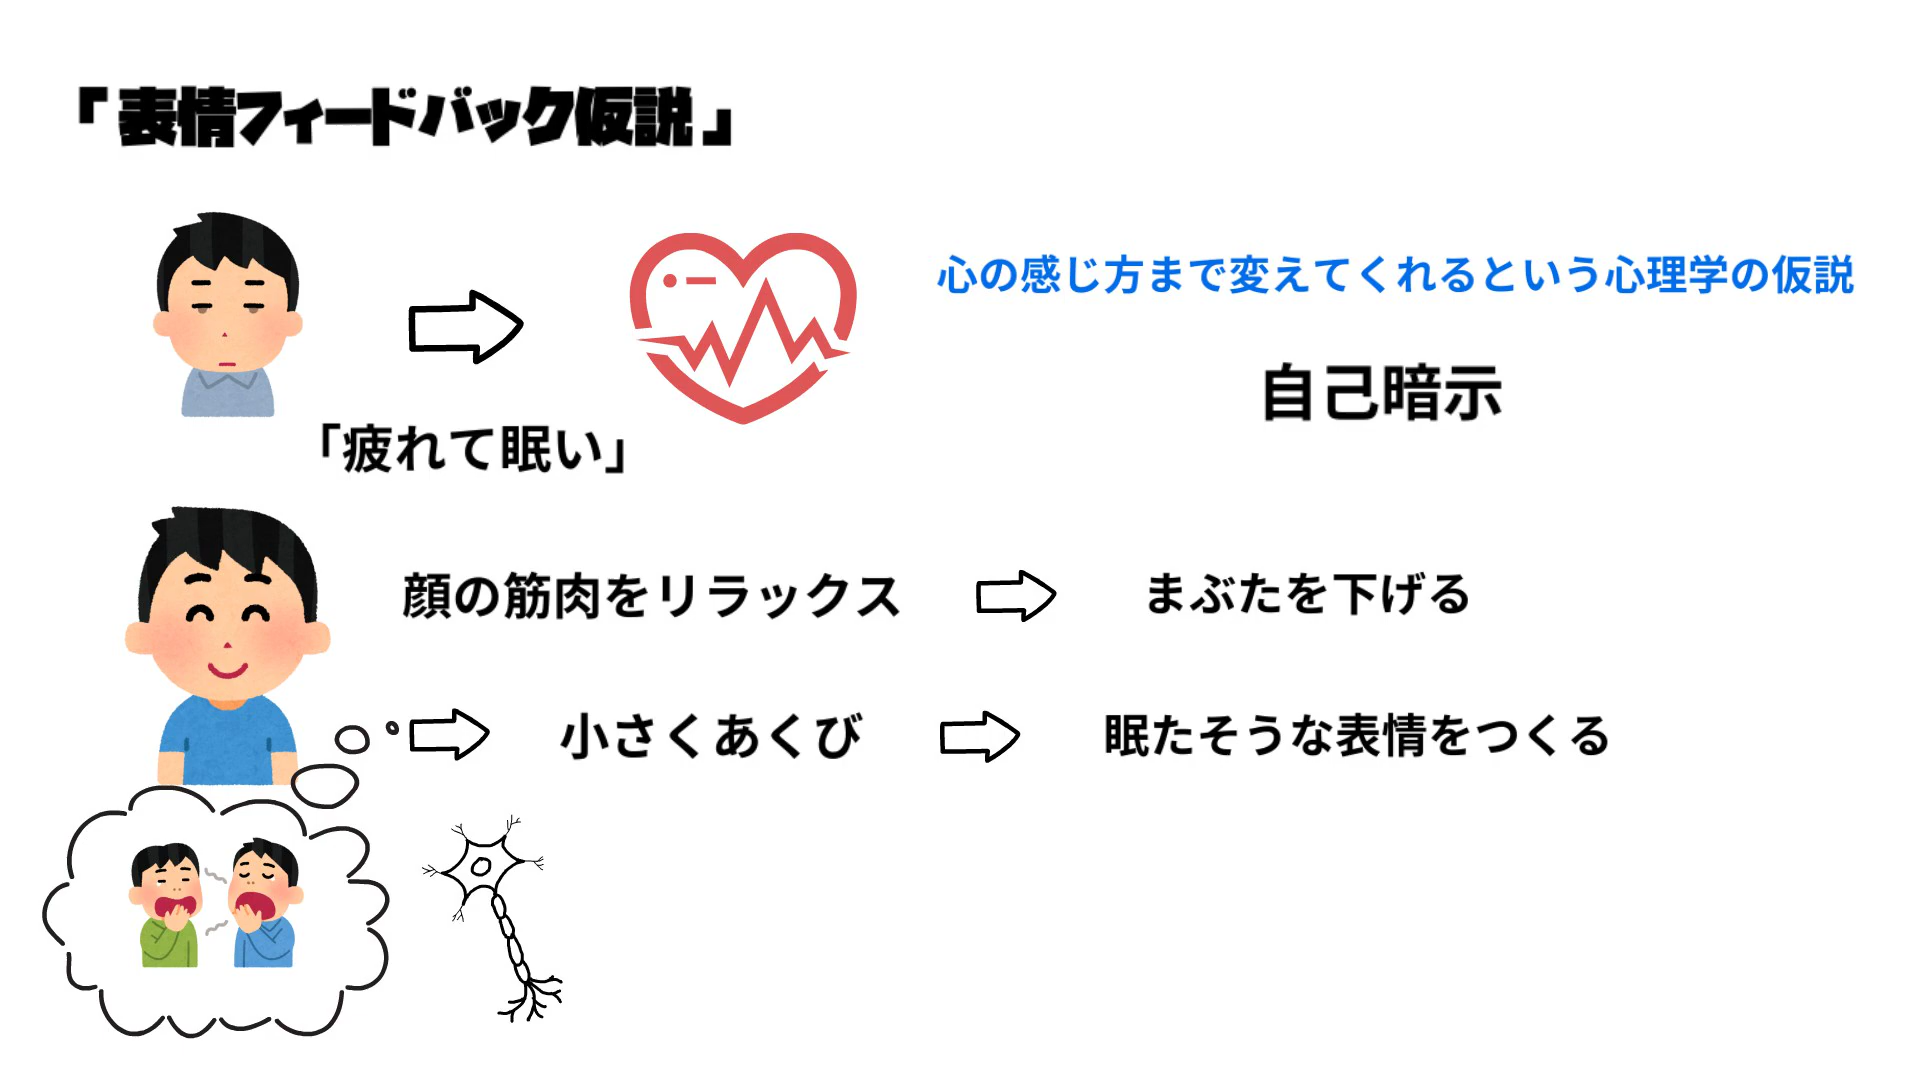 「表情フィードバック仮説」
心の感じ方まで変えてくれるという心理学の仮説
自己暗示
「疲れて眠い」
顔の筋肉をリラックス
まぶたを下げる
小さくあくび
眠たそうな表情をつくる